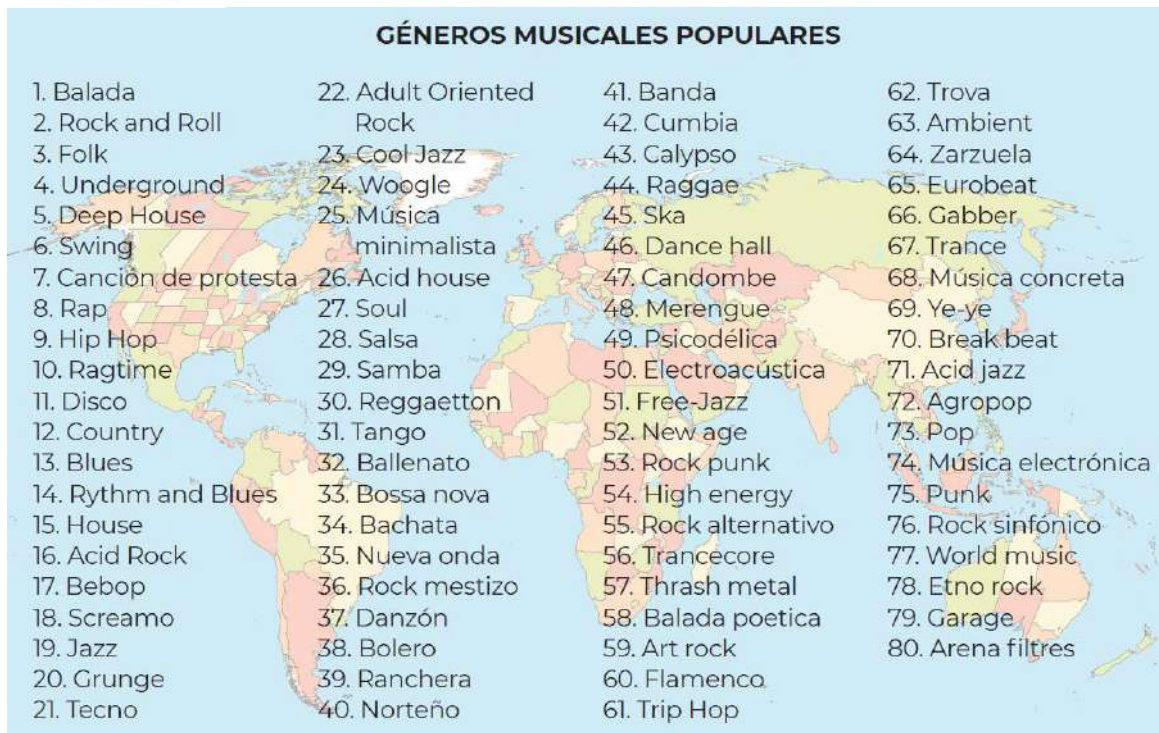 GÉNEROS MUSICALES POPULARES
1. Balada
2. Rock and Roll
3. Folk
4. Underground
5. Deep House
6. Swing
7. Canción de protesta
8. Rap
9. Hip Hop
10. Ragtime
11. Disco
12. Country
13. Blues
14. Rythm and Blues
15. House
16. Acid Rock
17. Bebop
18. Screamo
19. Jazz
20. Grunge
21. Tecno
22. Adult Oriented
Rock
23. Cool Jazz
24. Woogle
25. Música
minimalista
26. Acid house
27. Soul
28. Salsa
29. Samba
30. Reggaetton
31. Tango
32. Ballenato
33. Bossa nova
34. Bachata
35. Nueva onda
36. Rock mestizo
37. Danzón
38. Bolero
39. Ranchera
40. Norteño
41. Banda
42. Cumbia
43. Calypso
44. Raggae
45. Ska
46. Dance hall
47. Candombe
48. Merengue
49. Psicodélica
50. Electroacústica
51. Free-Jazz
52. New age
53. Rock punk
54. High energy
55. Rock alternativo
56. Trancecore
57. Thrash metal
58. Balada poetica
59. Art rock
60. Flamenco
61. Trip Hop
62. Trova
63. Ambient
64. Zarzuela
65. Eurobeat
66. Gabber
67. Trance
68. Música concreta
69. Ye-ye
70. Break beat
71. Acid jazz
72. Agropop
73. Pop
74. Música electrónica
75. Punk
76. Rock sinfónico
77. World music
78. Etno rock
79. Garage
80. Arena filtres